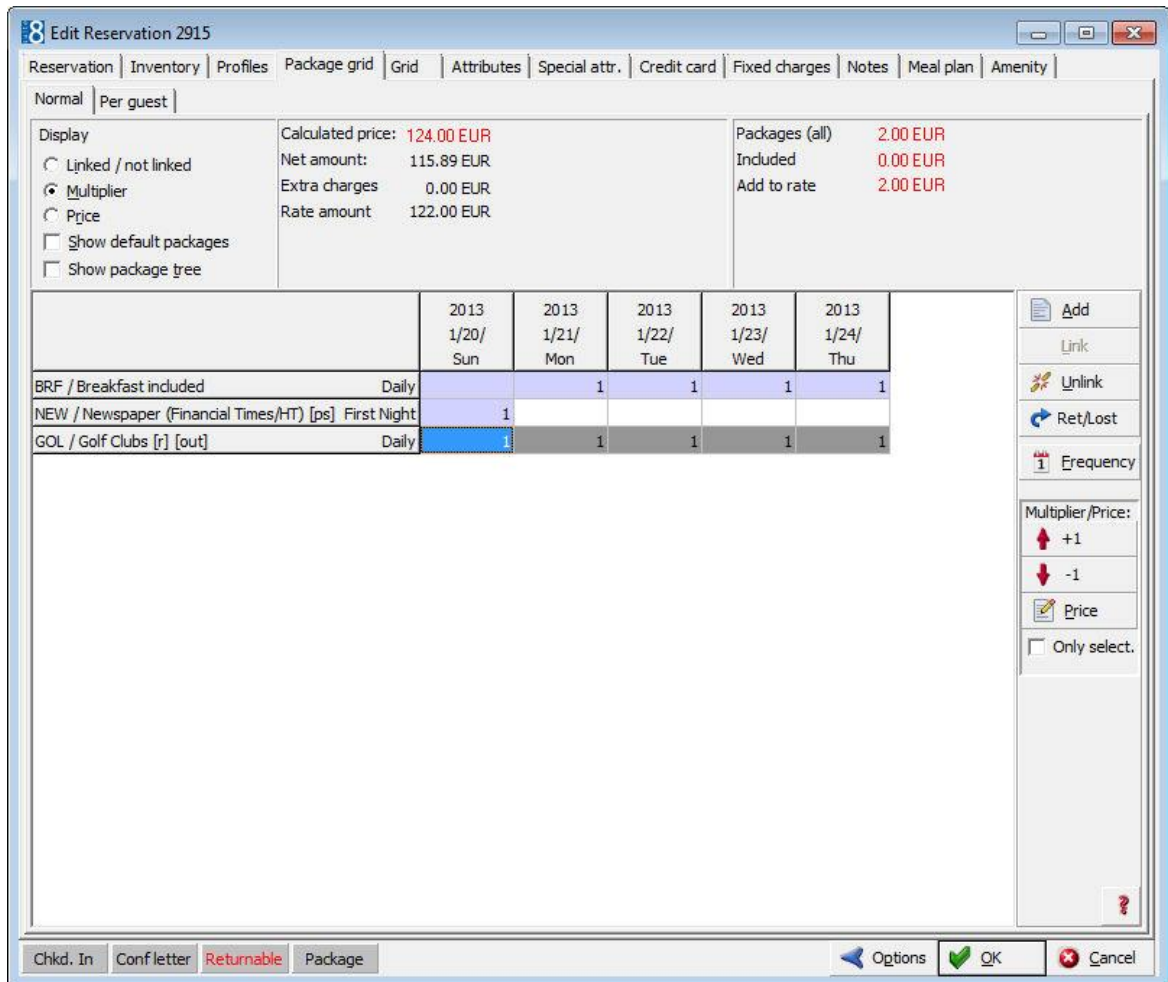 8 Edit Reservation 2915
Reservation Inventory Profiles Package grid Grid Attributes Special attr. Credit card Fixed charges Notes Meal plan Amenity
Normal Per guest
Display
Linked / not linked
Multiplier
Price
Show default packages
Show package tree
Calculated price: 124.00 EUR
Net amount: 115.89 EUR
Extra charges 0.00 EUR
Rate amount 122.00 EUR
Packages (all) 2.00 EUR
Included 0.00 EUR
Add to rate 2.00 EUR
2013 2013 2013 2013 2013
1/20/ 1/21/ 1/22/ 1/23/ 1/24/
Sun Mon Tue Wed Thu
BRF / Breakfast included Daily 1 1 1 1
NEW / Newspaper (Financial Times/HT) [ps] First Night 1
GOL / Golf Clubs [r] [out] Daily 1 1 1 1 1
Add
Link
Unlink
Ret/Lost
1 Frequency
Multiplier/Price:
+1
-1
Price
Only select.
?
Chkd. In Conf letter Returnable Package Options OK Cancel